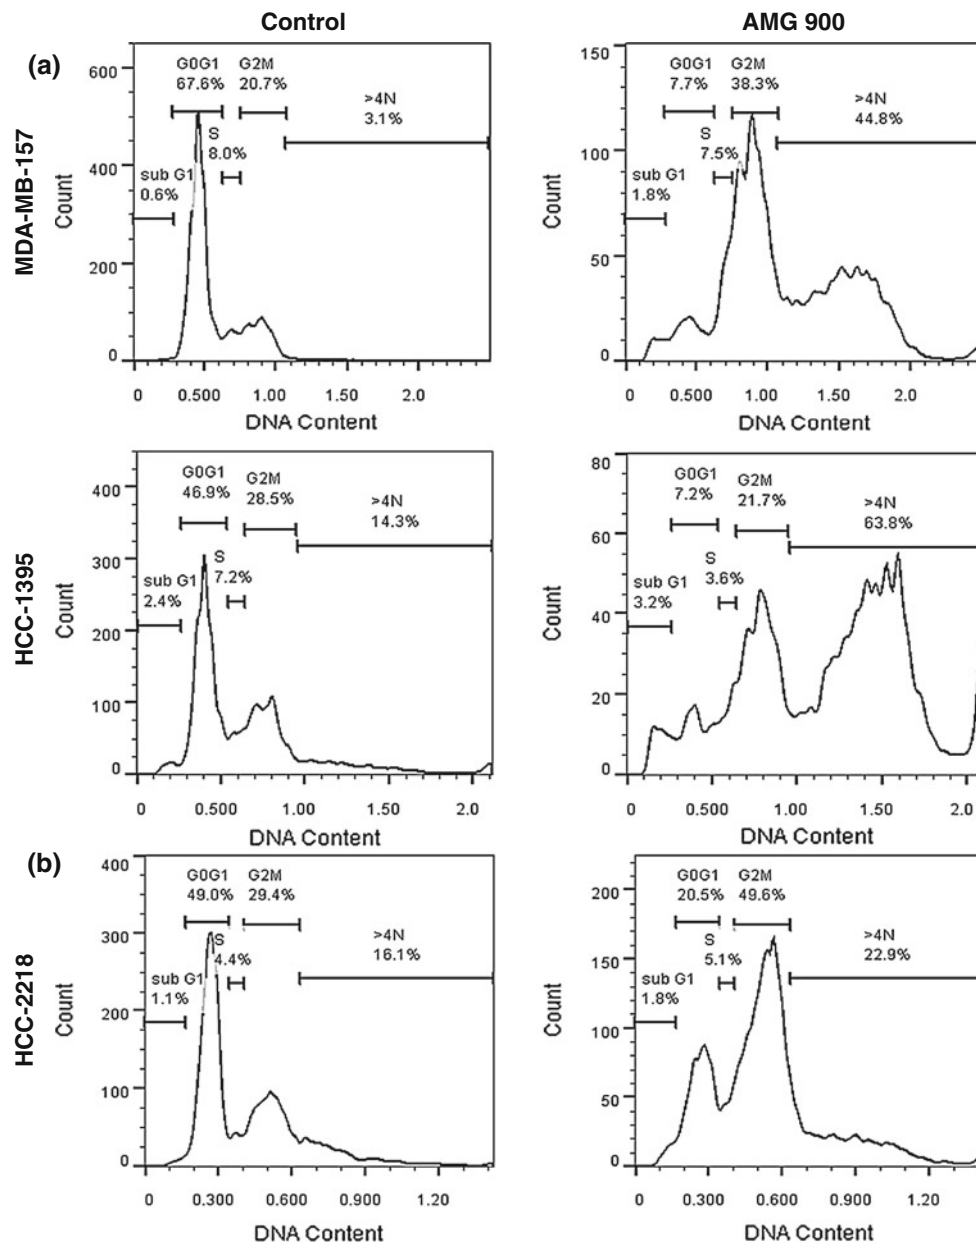 Control
AMG 900
(a)
MDA-MB-157
600
400
200
0
Count
G0G1
67.6%
G2M
20.7%
>4N
3.1%
S
8.0%
sub G1
0.6%
0 0.500 1.00 1.50 2.0
DNA Content
150
100
50
0
Count
G0G1
7.7%
G2M
38.3%
>4N
44.8%
S
7.5%
sub G1
1.8%
0 0.500 1.00 1.50 2.0
DNA Content
HCC-1395
400
300
200
100
0
Count
G0G1
46.9%
G2M
28.5%
>4N
14.3%
S
7.2%
sub G1
2.4%
0 0.500 1.00 1.50 2.0
DNA Content
80
60
40
20
0
Count
G0G1
7.2%
G2M
21.7%
>4N
63.8%
S
3.6%
sub G1
3.2%
0 0.500 1.00 1.50 2.0
DNA Content
(b)
HCC-2218
400
300
200
100
0
Count
G0G1
49.0%
G2M
29.4%
>4N
16.1%
S
4.4%
sub G1
1.1%
0 0.300 0.600 0.900 1.20
DNA Content
200
150
100
50
0
Count
G0G1
20.5%
G2M
49.6%
>4N
22.9%
S
5.1%
sub G1
1.8%
0 0.300 0.600 0.900 1.20
DNA Content